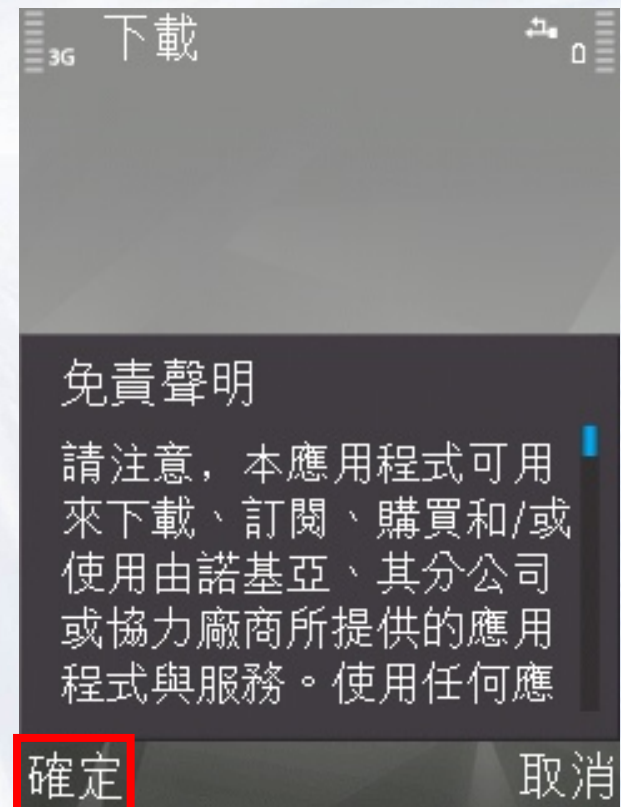 3G 下載
免責聲明
請注意，本應用程式可用
來下載、訂閱、購買和/或
使用由諾基亞、其分公司
或協力廠商所提供的應用
程式與服務。使用任何應
確定 取消